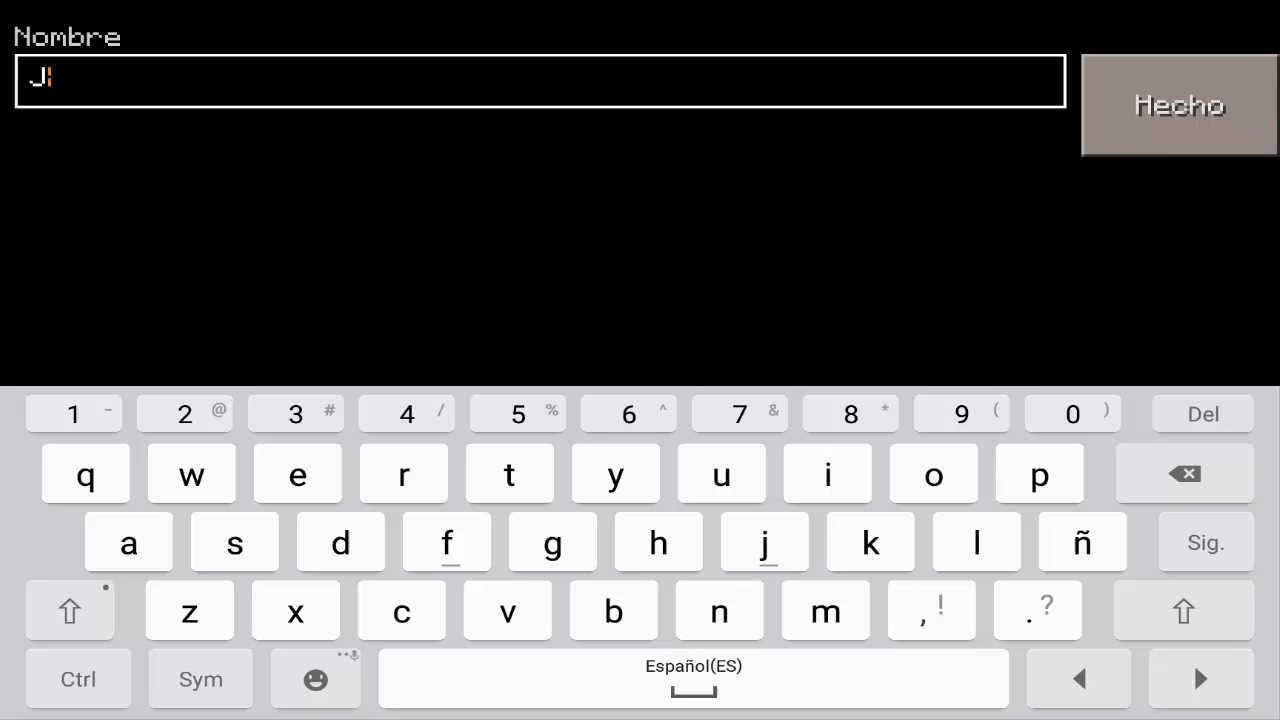 Nombre
J
Hecho
1 - 2 @ 3 # 4 / 5 % 6 ^ 7 & 8 * 9 ( 0 ) Del
q w e r t y u i o p
a s d f g h j k l ñ Sig.
z x c v b n m , ! . ?
Ctrl Sym Español(ES)